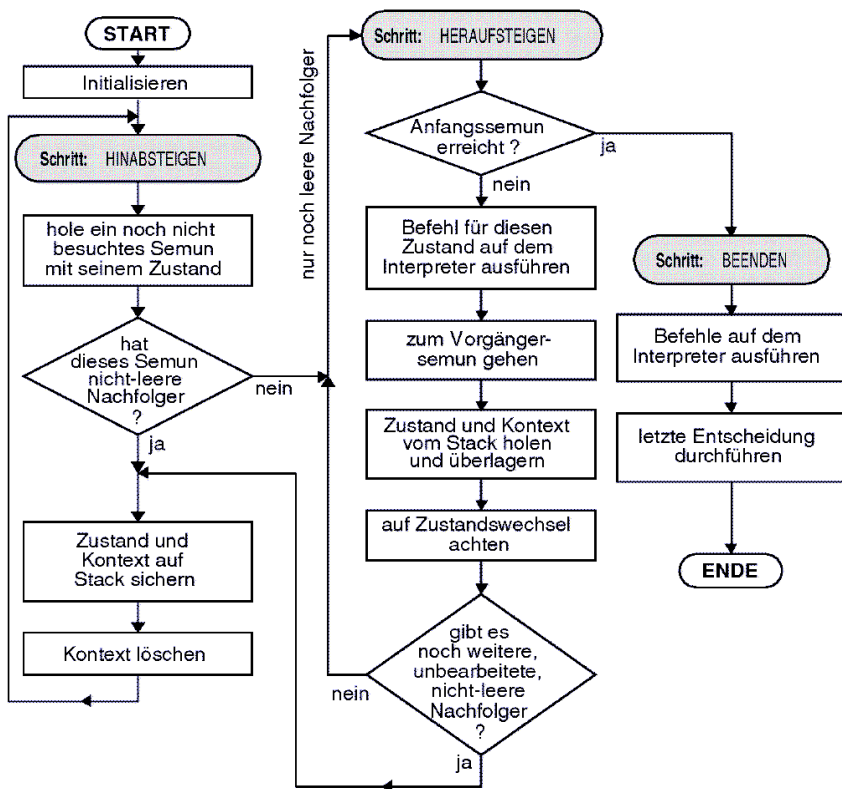 START
Initialisieren
Schritt: HINABSTEIGEN
hole ein noch nicht
besuchtes Semun
mit seinem Zustand
hat
dieses Semun
nicht-leere
Nachfolger
?
nein
ja
Zustand und
Kontext auf
Stack sichern
Kontext löschen
nur noch leere Nachfolger
Schritt: HERAUFSTEIGEN
Anfangssemun
erreicht ?
ja
nein
Befehl für diesen
Zustand auf dem
Interpreter ausführen
zum Vorgänger-
semun gehen
Zustand und Kontext
vom Stack holen
und überlagern
auf Zustandswechsel
achten
gibt es
noch weitere,
unbearbeitete,
nicht-leere
Nachfolger
?
nein
ja
Schritt: BEENDEN
Befehle auf dem
Interpreter ausführen
letzte Entscheidung
durchführen
ENDE